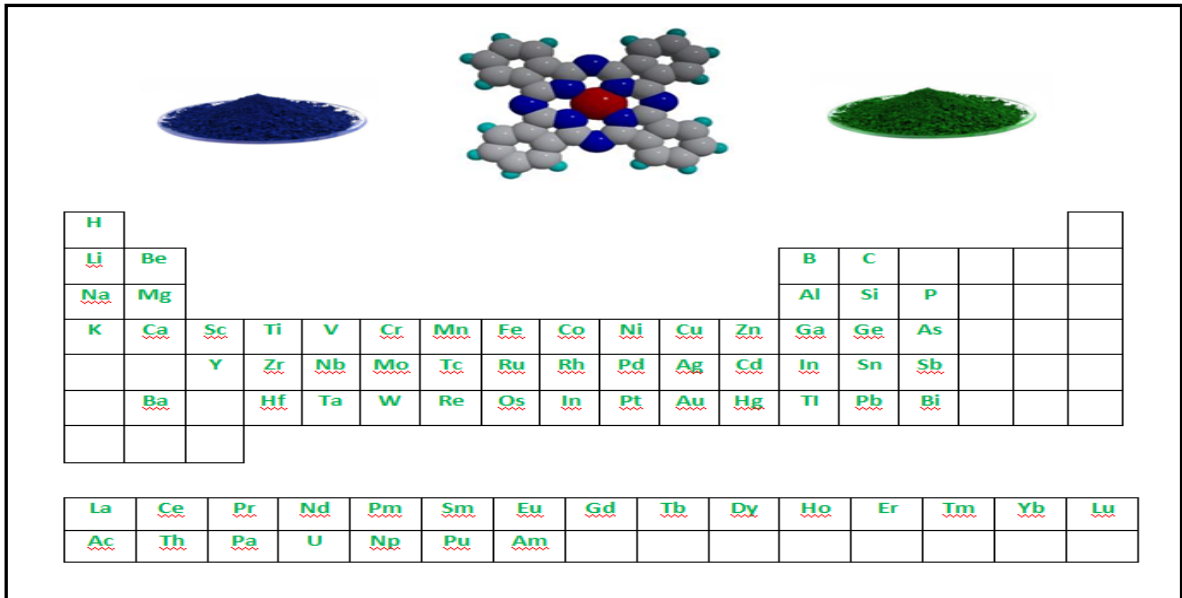 H
Li Be B C
Na Mg Al Si P
K Ca Sc Ti V Cr Mn Fe Co Ni Cu Zn Ga Ge As
Y Zr Nb Mo Tc Ru Rh Pd Ag Cd In Sn Sb
Ba Hf Ta W Re Os In Pt Au Hg TI Pb Bi
La Ce Pr Nd Pm Sm Eu Gd Tb Dy Ho Er Tm Yb Lu
Ac Th Pa U Np Pu Am